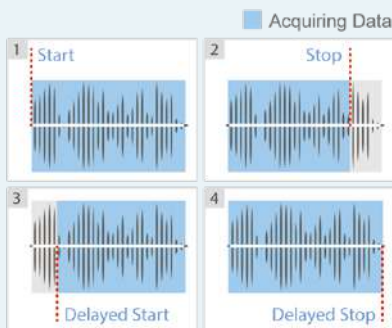 Acquiring Data
1
Start
2
Stop
3
Delayed Start
4
Delayed Stop